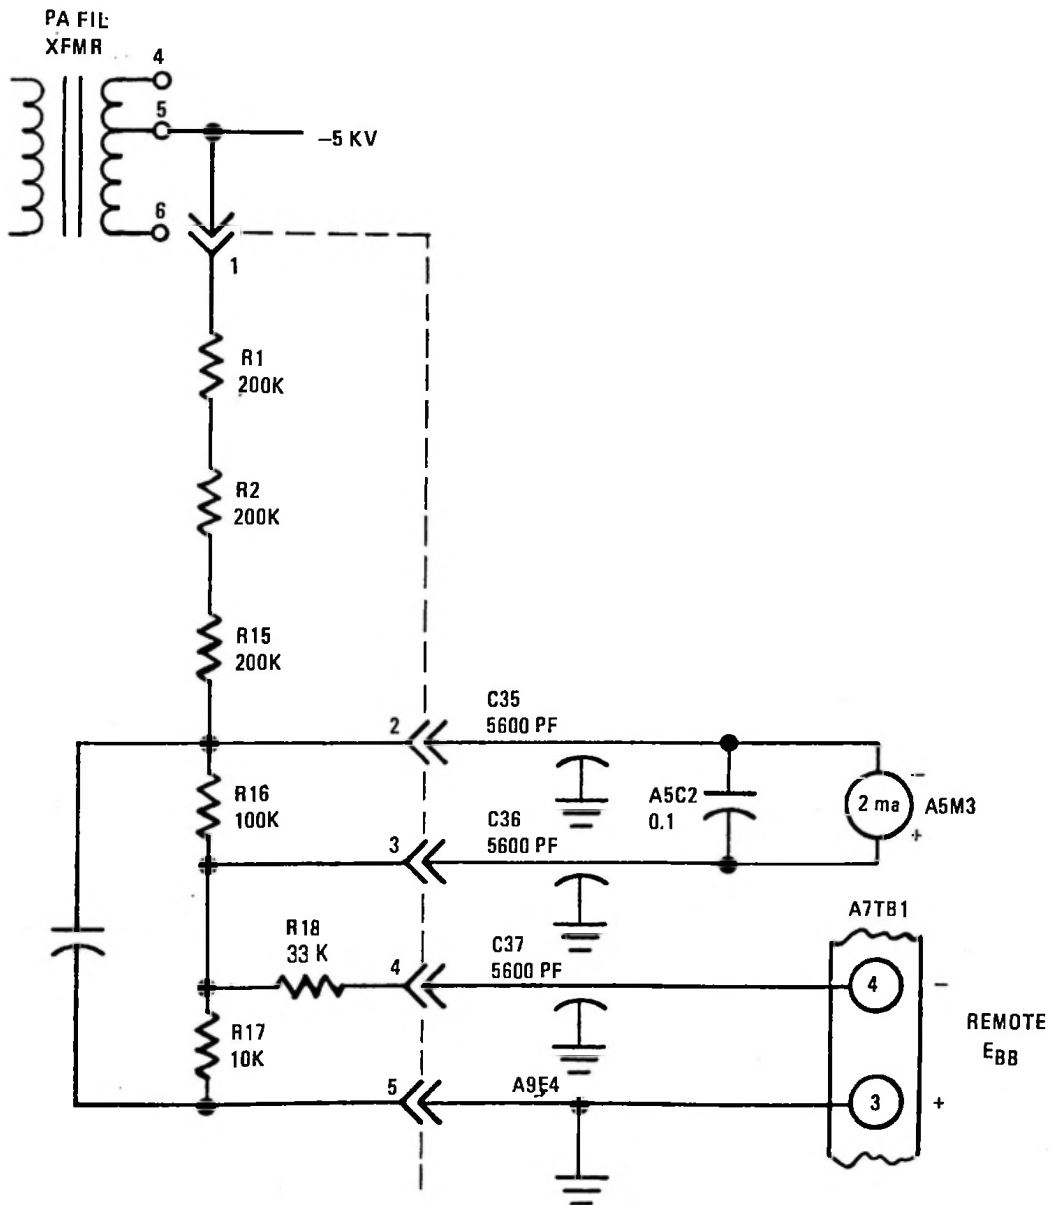 PA FIL
XFMR
4
5
–5 KV
6
1
R1
200K
R2
200K
R15
200K
C35
5600 PF
2
R16
100K
A5C2
0.1
2 ma
–
+
A5M3
C36
5600 PF
3
A7TB1
R18
33 K
C37
5600 PF
4
4
–
REMOTE
EBB
R17
10K
5
A9E4
3
+